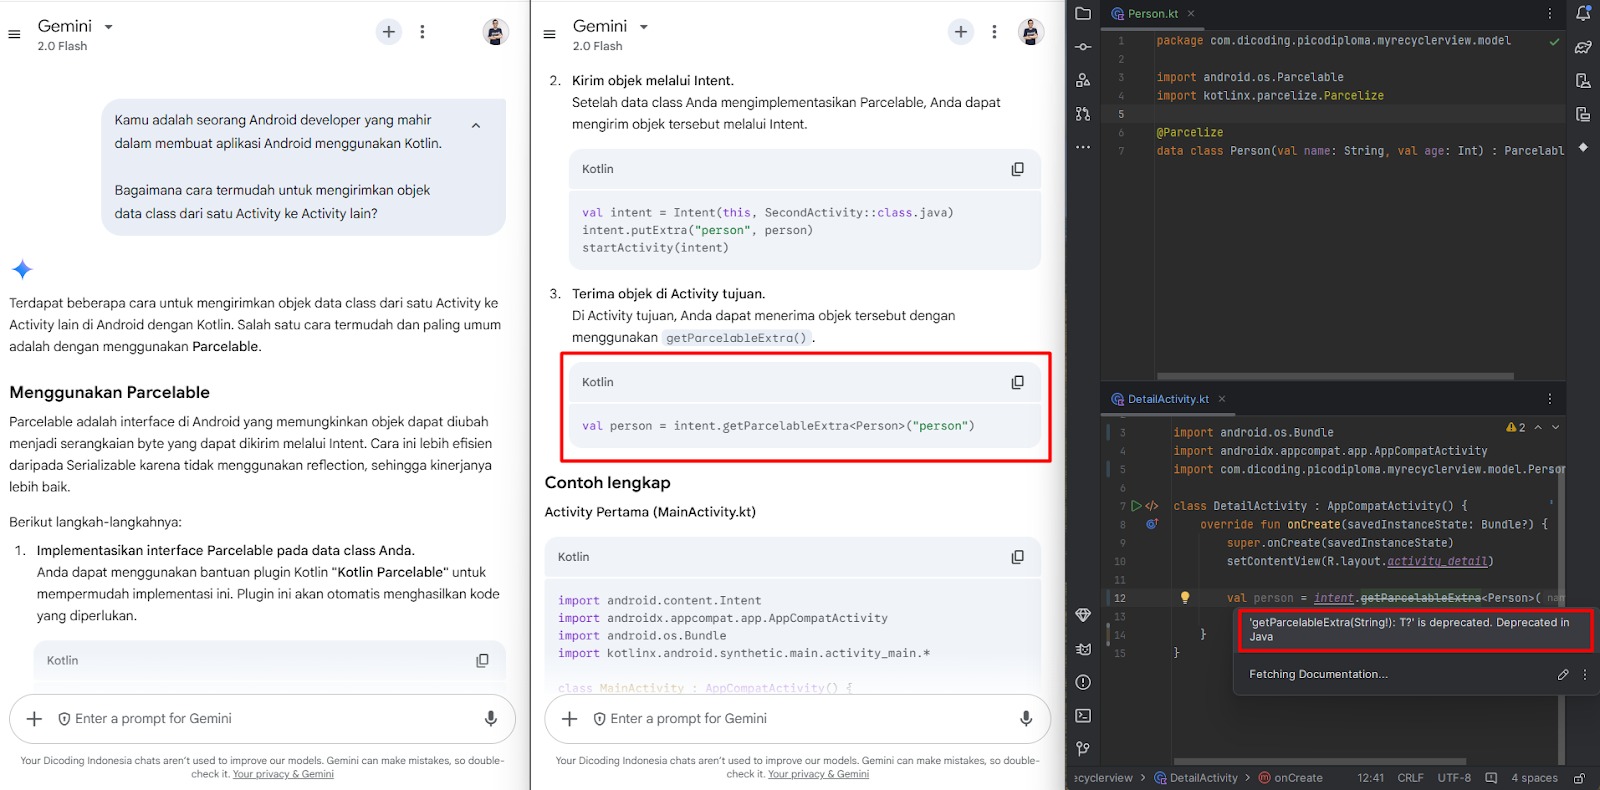 Gemini
2.0 Flash
Kamu adalah seorang Android developer yang mahir
dalam membuat aplikasi Android menggunakan Kotlin.
Bagaimana cara termudah untuk mengirimkan objek
data class dari satu Activity ke Activity lain?
Terdapat beberapa cara untuk mengirimkan objek data class dari satu Activity ke
Activity lain di Android dengan Kotlin. Salah satu cara termudah dan paling umum
adalah dengan menggunakan Parcelable.
Menggunakan Parcelable
Parcelable adalah interface di Android yang memungkinkan objek dapat diubah
menjadi serangkaian byte yang dapat dikirim melalui Intent. Cara ini lebih efisien
daripada Serializable karena tidak menggunakan reflection, sehingga kinerjanya
lebih baik.
Berikut langkah-langkahnya:
1. Implementasikan interface Parcelable pada data class Anda.
Anda dapat menggunakan bantuan plugin Kotlin "Kotlin Parcelable" untuk
mempermudah implementasi ini. Plugin ini akan otomatis menghasilkan kode
yang diperlukan.
Kotlin
Enter a prompt for Gemini
Your Dicoding Indonesia chats aren't used to improve our models. Gemini can make mistakes, so double-
check it. Your privacy & Gemini
Gemini
2.0 Flash
2. Kirim objek melalui Intent.
Setelah data class Anda mengimplementasikan Parcelable, Anda dapat
mengirim objek tersebut melalui Intent.
Kotlin
val intent = Intent(this, SecondActivity::class.java)
intent.putExtra("person", person)
startActivity(intent)
3. Terima objek di Activity tujuan.
Di Activity tujuan, Anda dapat menerima objek tersebut dengan
menggunakan getParcelableExtra() .
Kotlin
val person = intent.getParcelableExtra<Person>("person")
Contoh lengkap
Activity Pertama (MainActivity.kt)
Kotlin
import android.content.Intent
import androidx.appcompat.app.AppCompatActivity
import android.os.Bundle
import kotlinx.android.synthetic.main.activity_main.*
class MainActivity : AppCompatActivity() {
Enter a prompt for Gemini
Your Dicoding Indonesia chats aren't used to improve our models. Gemini can make mistakes, so double-
check it. Your privacy & Gemini
Person.kt
1 package com.dicoding.picodiploma.myrecyclerview.model
2
3 import android.os.Parcelable
4 import kotlinx.parcelize.Parcelize
5
6 @Parcelize
7 data class Person(val name: String, val age: Int) : Parcelabl
DetailActivity.kt
2
3 import android.os.Bundle
4 import androidx.appcompat.app.AppCompatActivity
5 import com.dicoding.picodiploma.myrecyclerview.model.Person
6
7 class DetailActivity : AppCompatActivity() {
8 override fun onCreate(savedInstanceState: Bundle?) {
9 super.onCreate(savedInstanceState)
10 setContentView(R.layout.activity_detail)
11
12 val person = intent.getParcelableExtra<Person>( nam
13
14 }
15 }
'getParcelableExtra(String!): T?' is deprecated. Deprecated in
Java
Fetching Documentation...
ecyclerview > DetailActivity > onCreate 12:41 CRLF UTF-8 4 spaces